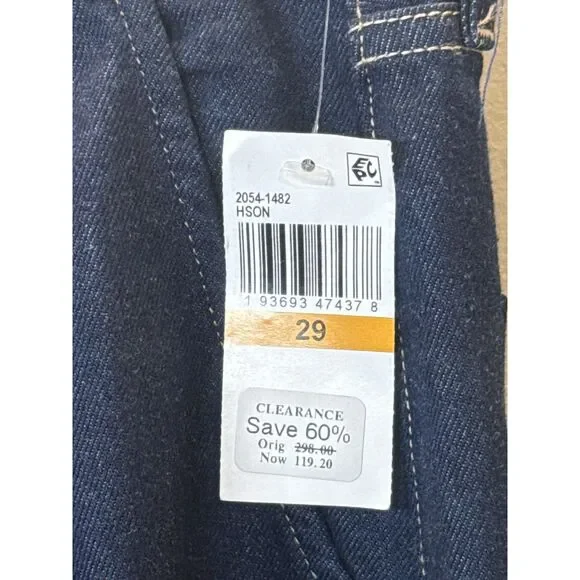 EPC
2054-1482
HSON
1 93693 47437 8
29
CLEARANCE
Save 60%
Orig 298.00
Now 119.20